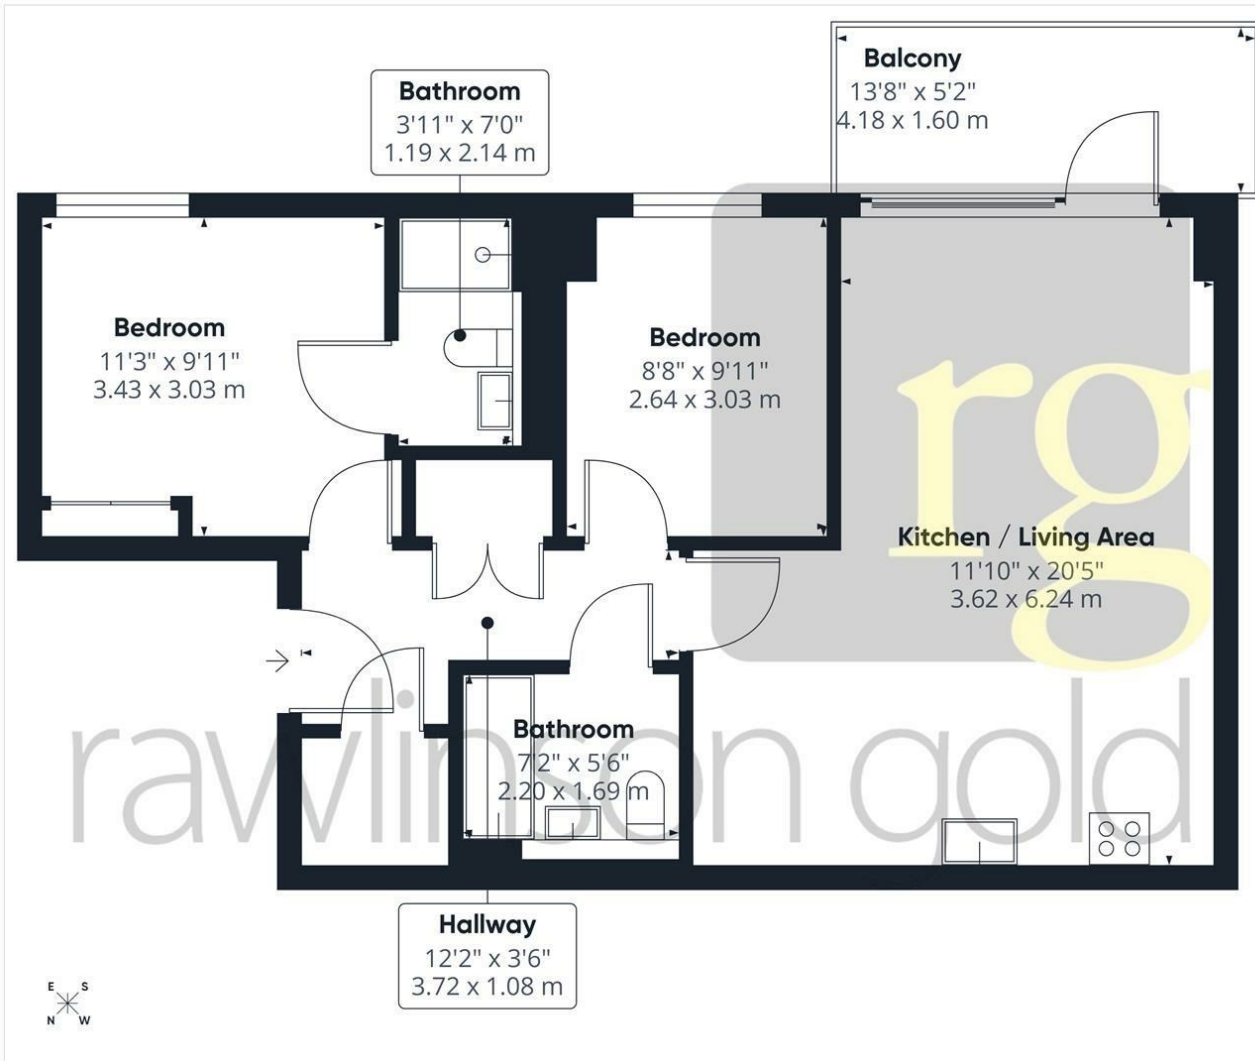 Balcony
13'8" x 5'2"
4.18 x 1.60 m
Bathroom
3'11" x 7'0"
1.19 x 2.14 m
Bedroom
11'3" x 9'11"
3.43 x 3.03 m
Bedroom
8'8" x 9'11"
2.64 x 3.03 m
rg
Kitchen / Living Area
11'10" x 20'5"
3.62 x 6.24 m
Bathroom
7'2" x 5'6"
2.20 x 1.69 m
rawlinson gold
Hallway
12'2" x 3'6"
3.72 x 1.08 m
E S
N W